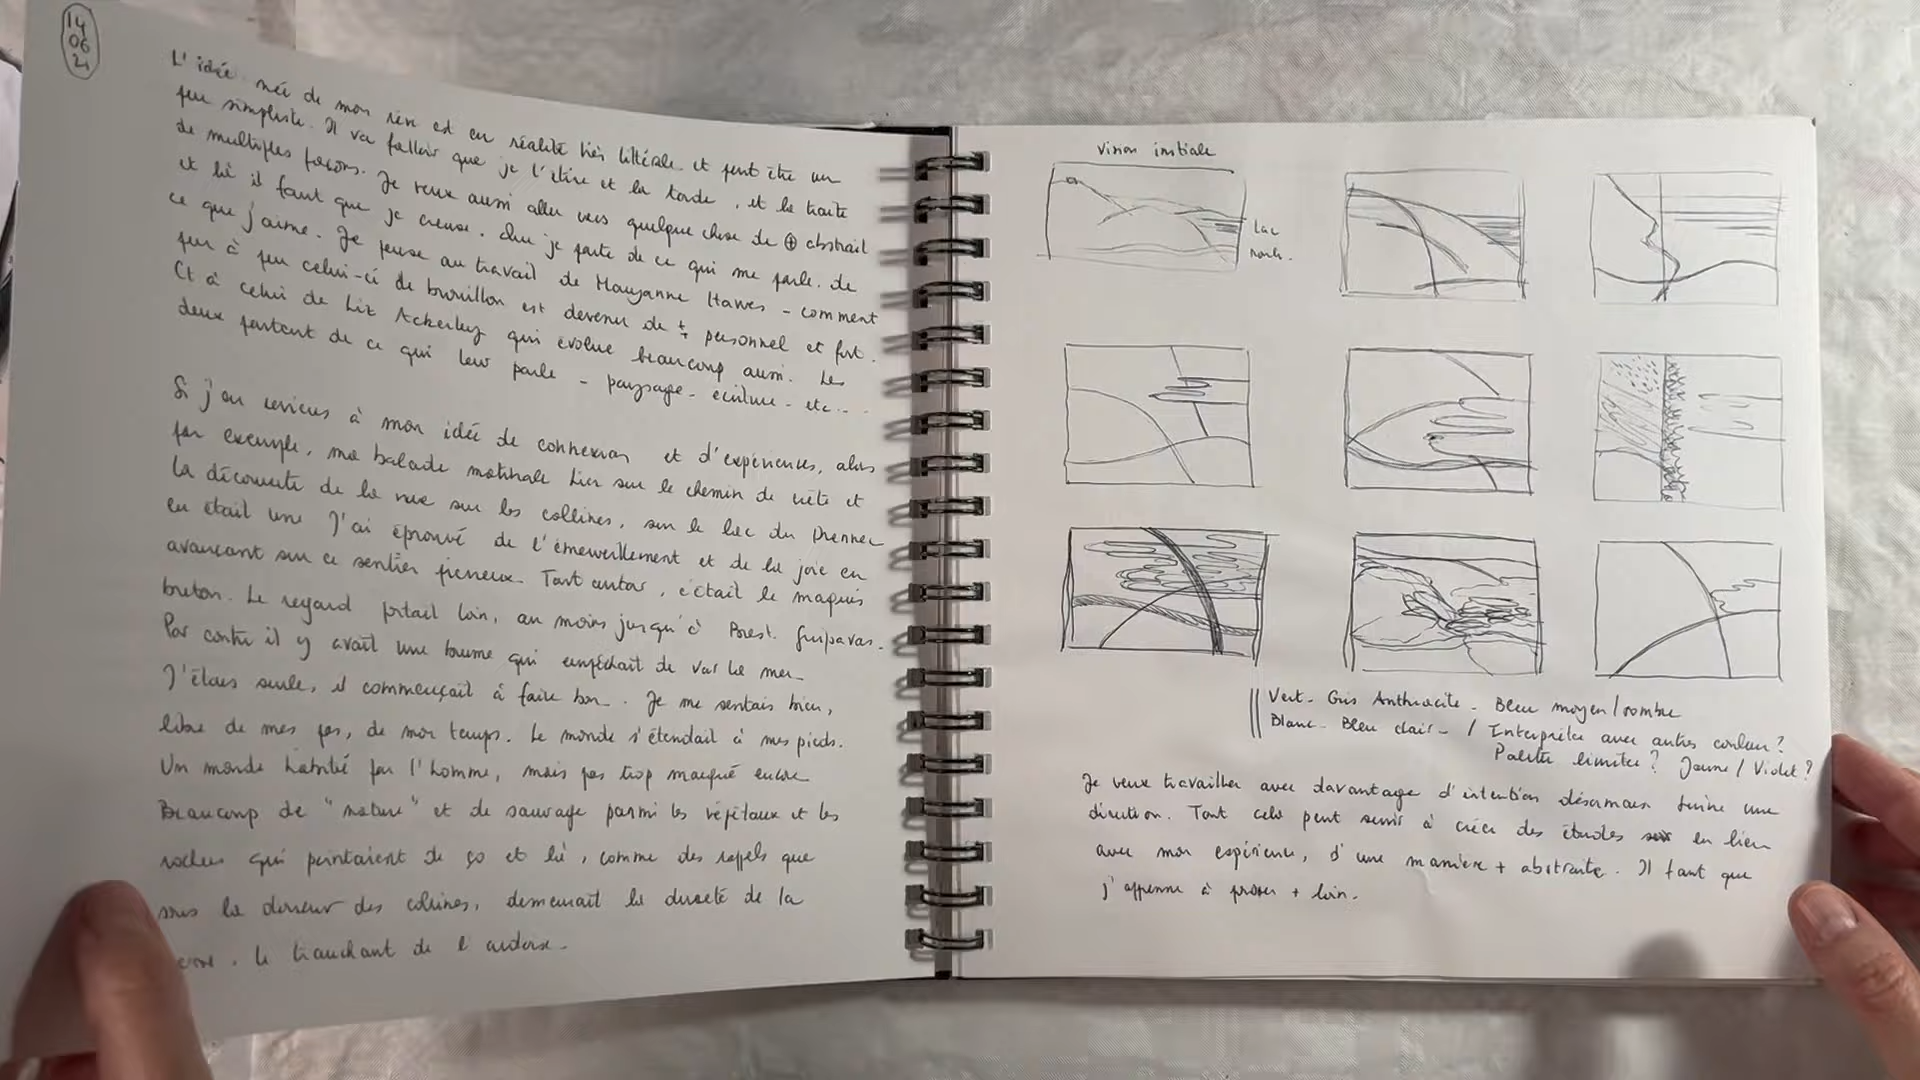 14
06
21
L'idée née de mon rêve est en réalité très littérale et peut être un
peu simpliste. Il va falloir que je l'étire et la torde, et la traite
de multiples façons. Je veux aussi aller vers quelque chose de ⊕ abstrait
et là il faut que je creuse. Que je parte de ce qui me parle. de
ce que j'aime. Je pense au travail de Maryanne Hawes - comment
peu à peu celui-ci de brouillon est devenu de + personnel et fort.
Et à celui de Liz Ackerley qui évolue beaucoup aussi. Les
deux partent de ce qui leur parle - paysage - écriture - etc...
Si j'en reviens à mon idée de connexion et d'expériences, alors
par exemple, ma balade matinale hier sur le chemin de crête et
la découverte de la vue sur les collines, sur le lac du Drennec
en était une J'ai éprouvé de l'émerveillement et de la joie en
avançant sur ce sentier pierreux. Tout autour, c'était le maquis
breton. Le regard portait loin, au moins jusqu'à Brest. Guipavas.
Par contre il y avait une brume qui empêchait de voir la mer.
J'étais seule, il commençait à faire bon. Je me sentais bien,
libre de mes pas, de mon temps. Le monde s'étendait à mes pieds.
Un monde habité par l'homme, mais pas trop marqué encore
Beaucoup de "nature" et de sauvage parmi les végétaux et les
roches qui pointaient de ça et là, comme des rappels que
sous la douceur des collines, demeurait la dureté de la
le tranchant de l'ardoise.
vision initiale
Lac
Vert - Gris Anthracite - Bleu moyen/sombre
Blanc - Bleu clair - / Interpréter avec autres couleur?
Palette limitée? Jaune / Violet?
Je veux travailler avec davantage d'intention désormais suivre une
direction. Tout cela peut servir à créer des études en lien
avec mon expérience, d'une manière + abstraite. Il faut que
j'apprenne à pousser + loin.